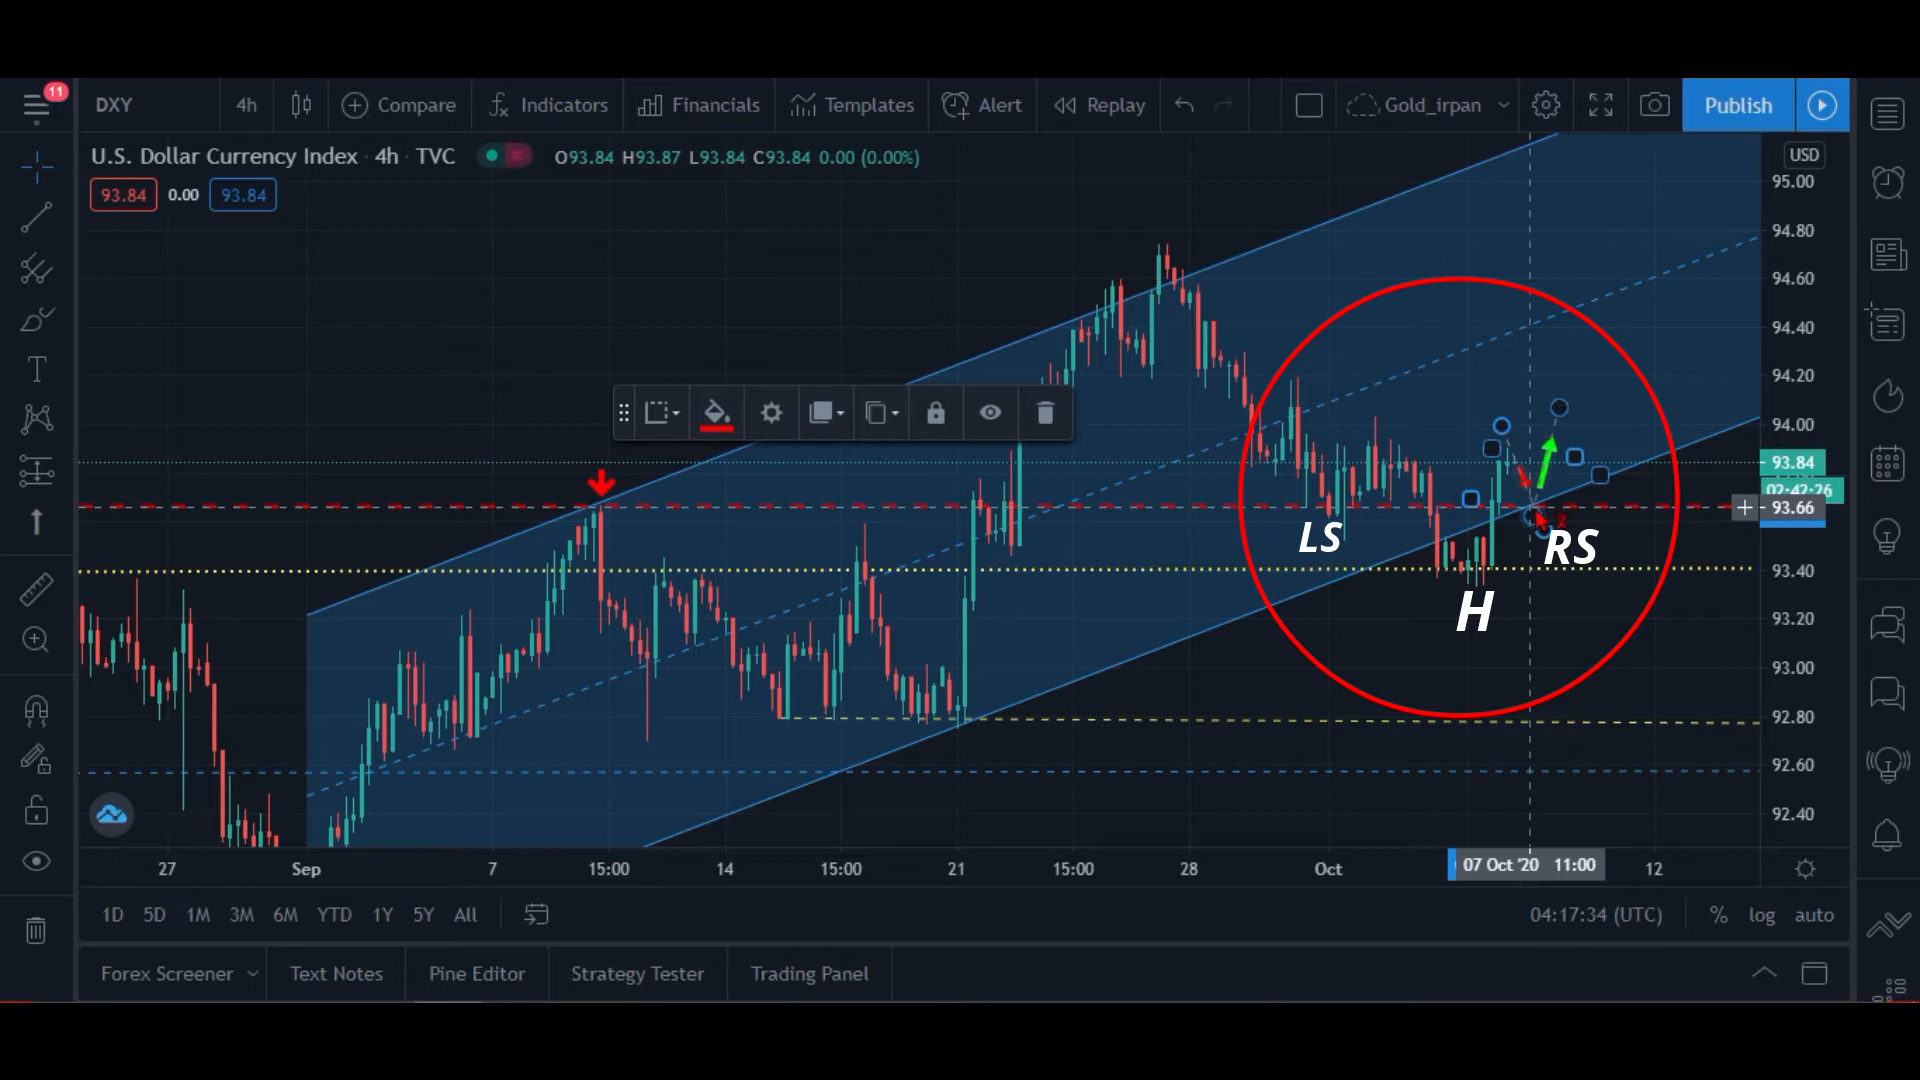 11
DXY 4h Compare Indicators Financials Templates Alert Replay Gold_irpan Publish
U.S. Dollar Currency Index · 4h · TVC O93.84 H93.87 L93.84 C93.84 0.00 (0.00%)
USD
93.84 0.00 93.84
95.00
94.80
94.60
94.40
94.20
94.00
93.84
02:42:26
93.66
LS
RS
93.40
H
93.20
93.00
92.80
92.60
92.40
27 Sep 7 15:00 14 15:00 21 15:00 28 Oct 07 Oct '20 11:00 12
1D 5D 1M 3M 6M YTD 1Y 5Y All 04:17:34 (UTC) % log auto
Forex Screener Text Notes Pine Editor Strategy Tester Trading Panel